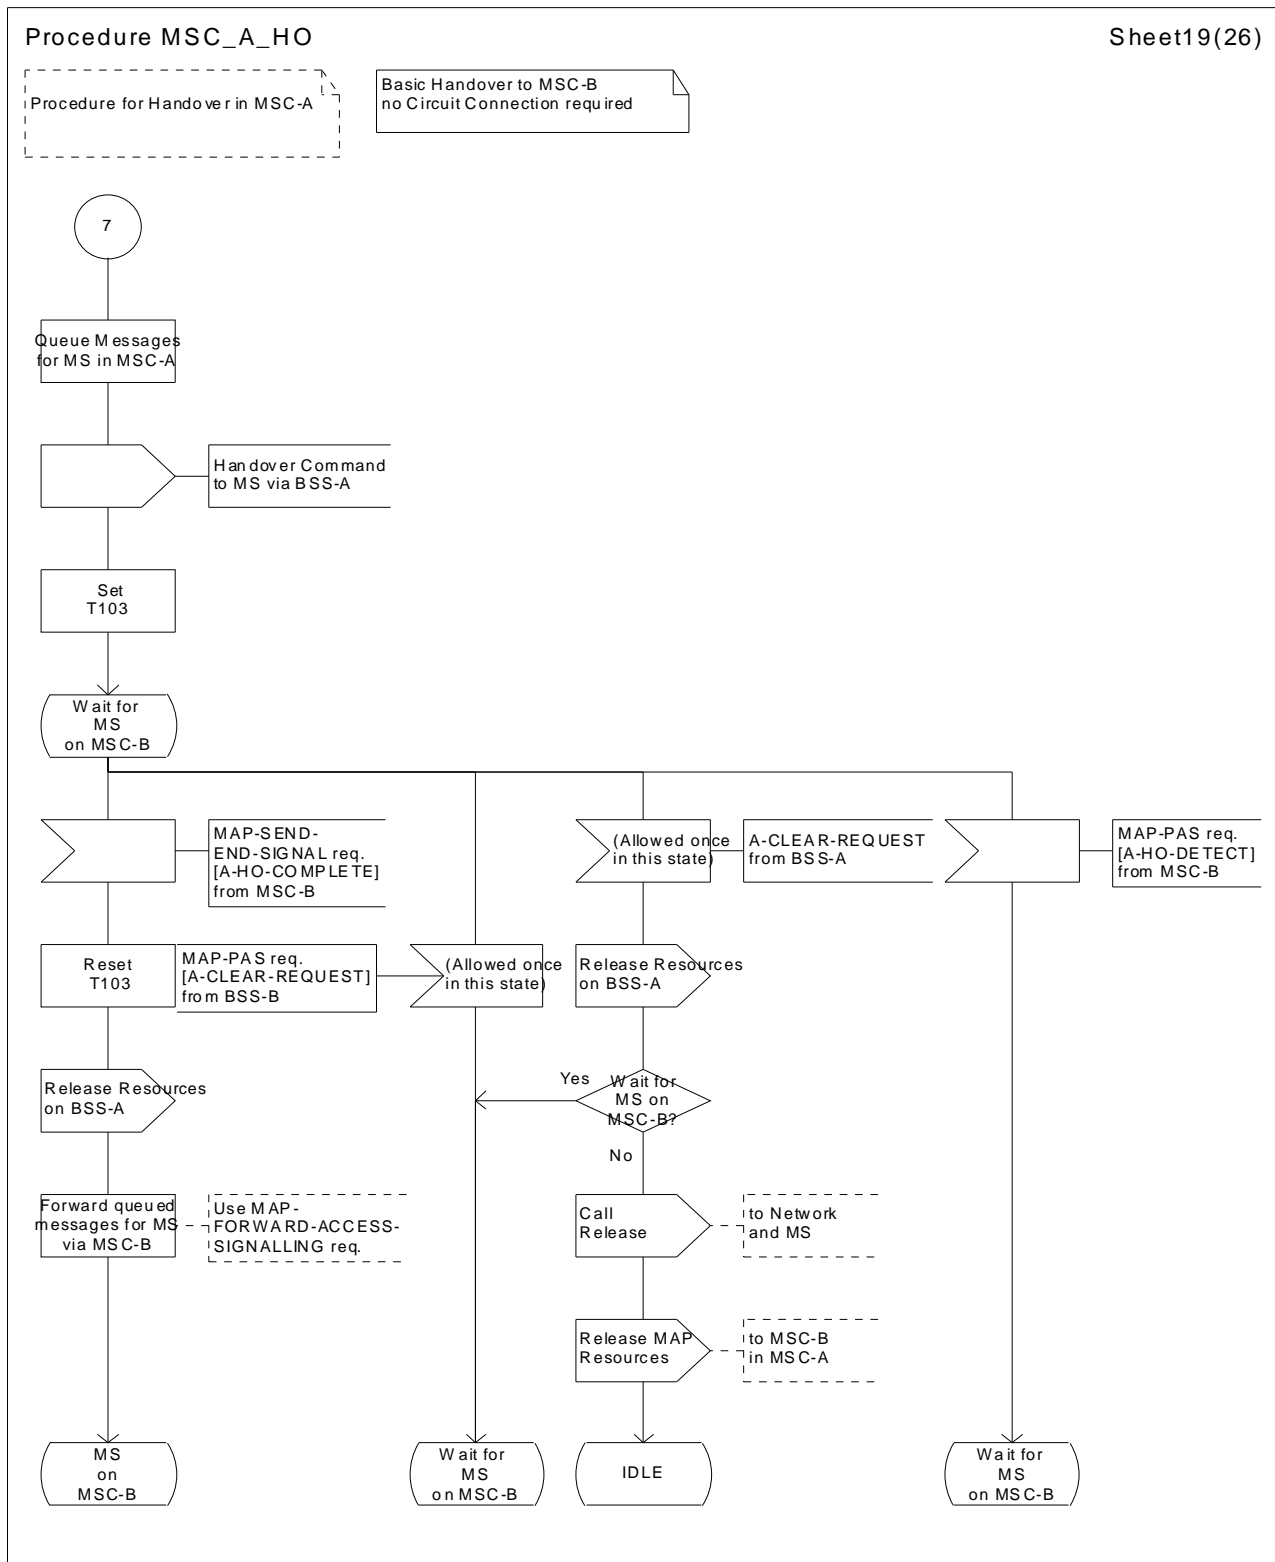 Procedure MSC_A_HO
Sheet19(26)
Procedure for Handover in MSC-A
Basic Handover to MSC-B
no Circuit Connection required
7
Queue Messages
for MS in MSC-A
Handover Command
to MS via BSS-A
Set
T103
Wait for
MS
on MSC-B
MAP-SEND-
END-SIGNAL req.
[A-HO-COMPLETE]
from MSC-B
(Allowed once
in this state)
A-CLEAR-REQUEST
from BSS-A
MAP-PAS req.
[A-HO-DETECT]
from MSC-B
Reset
T103
MAP-PAS req.
[A-CLEAR-REQUEST]
from BSS-B
(Allowed once
in this state)
Release Resources
on BSS-A
Release Resources
on BSS-A
Yes
Wait for
MS on
MSC-B?
No
Forward queued
messages for MS
via MSC-B
Use MAP-
FORWARD-ACCESS-
SIGNALLING req.
Call
Release
to Network
and MS
Release MAP
Resources
to MSC-B
in MSC-A
MS
on
MSC-B
Wait for
MS
on MSC-B
IDLE
Wait for
MS
on MSC-B